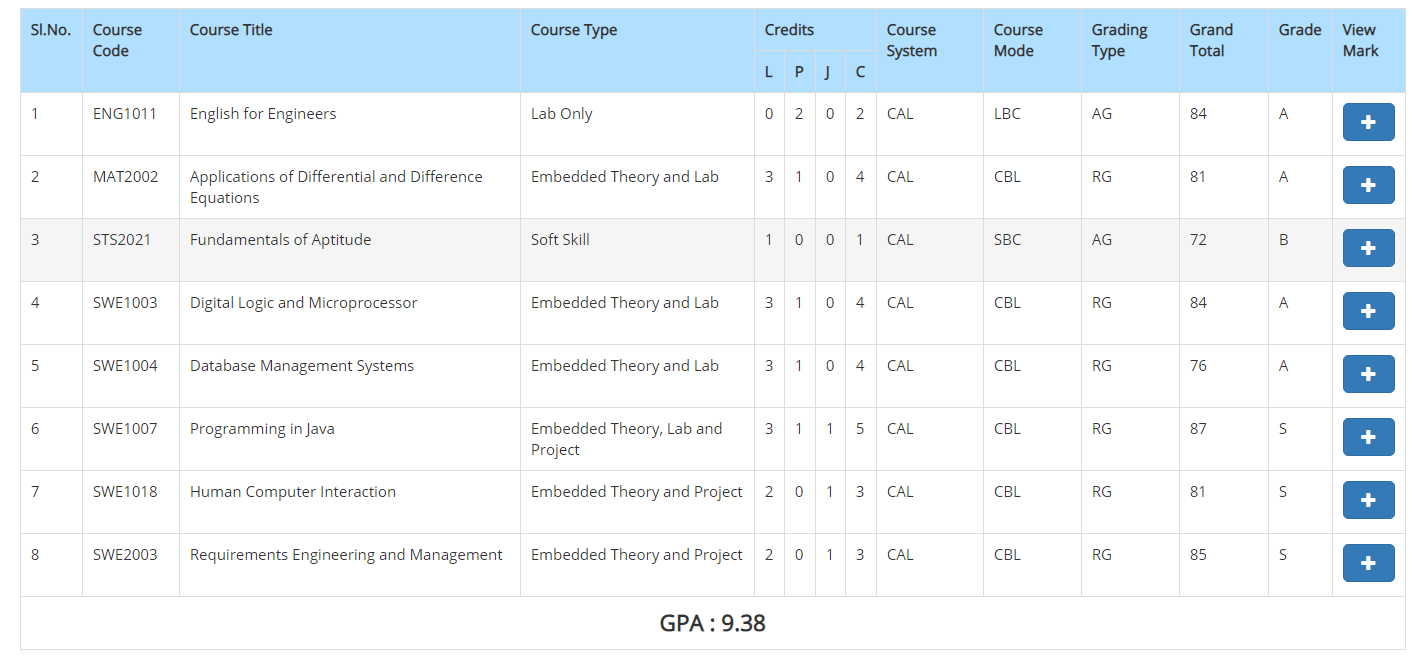 Sl.No. Course Code Course Title Course Type Credits L P J C Course System Course Mode Grading Type Grand Total Grade View Mark
1 ENG1011 English for Engineers Lab Only 0 2 0 2 CAL LBC AG 84 A
2 MAT2002 Applications of Differential and Difference Equations Embedded Theory and Lab 3 1 0 4 CAL CBL RG 81 A
3 STS2021 Fundamentals of Aptitude Soft Skill 1 0 0 1 CAL SBC AG 72 B
4 SWE1003 Digital Logic and Microprocessor Embedded Theory and Lab 3 1 0 4 CAL CBL RG 84 A
5 SWE1004 Database Management Systems Embedded Theory and Lab 3 1 0 4 CAL CBL RG 76 A
6 SWE1007 Programming in Java Embedded Theory, Lab and Project 3 1 1 5 CAL CBL RG 87 S
7 SWE1018 Human Computer Interaction Embedded Theory and Project 2 0 1 3 CAL CBL RG 81 S
8 SWE2003 Requirements Engineering and Management Embedded Theory and Project 2 0 1 3 CAL CBL RG 85 S
GPA : 9.38